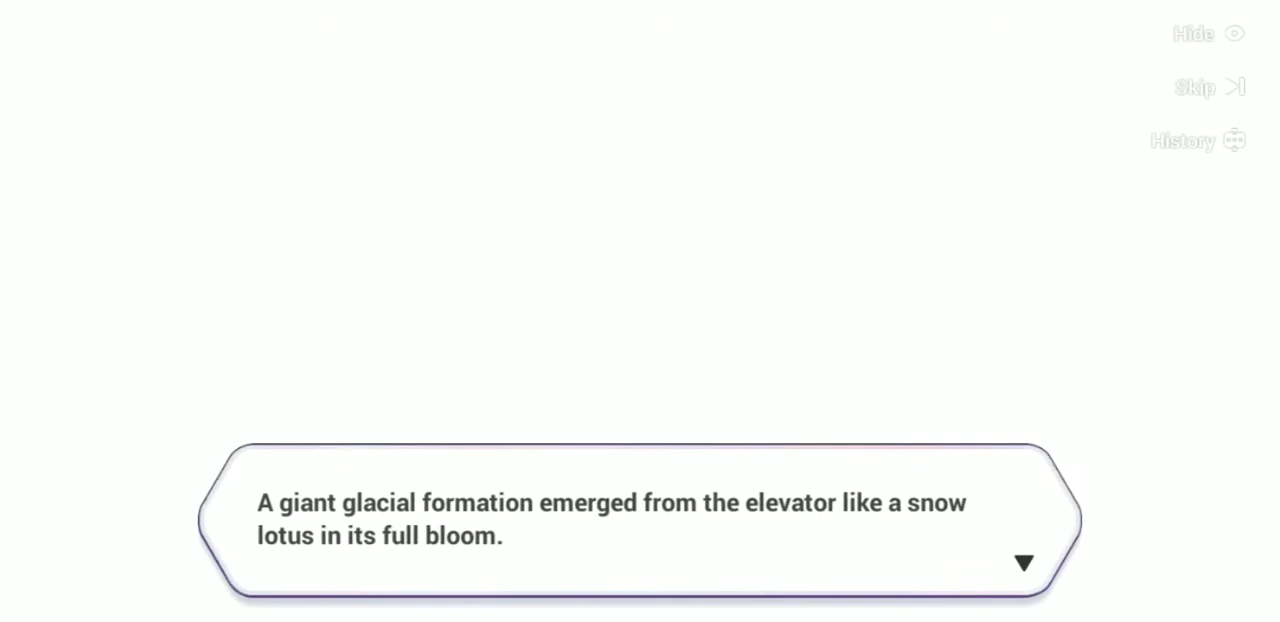 Hide
Skip
History
A giant glacial formation emerged from the elevator like a snow
lotus in its full bloom.